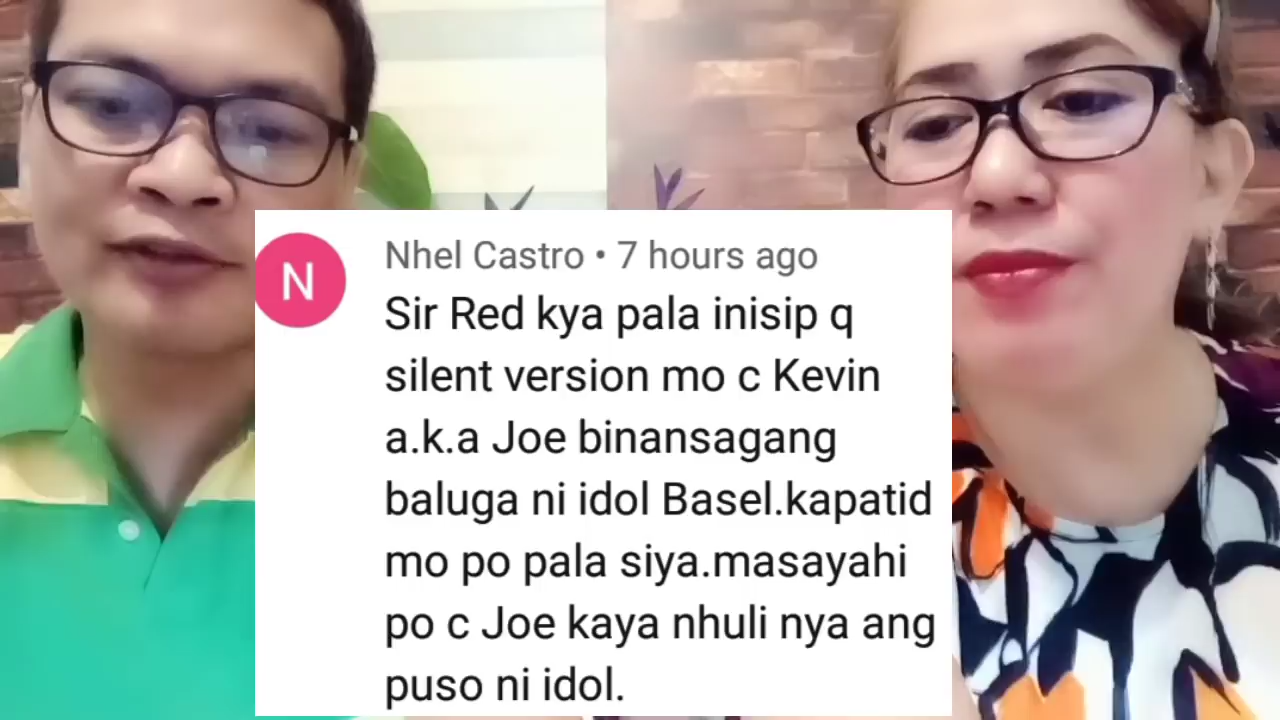 N
Nhel Castro • 7 hours ago
Sir Red kya pala inisip q
silent version mo c Kevin
a.k.a Joe binansagang
baluga ni idol Basel.kapatid
mo po pala siya.masayahi
po c Joe kaya nhuli nya ang
puso ni idol.